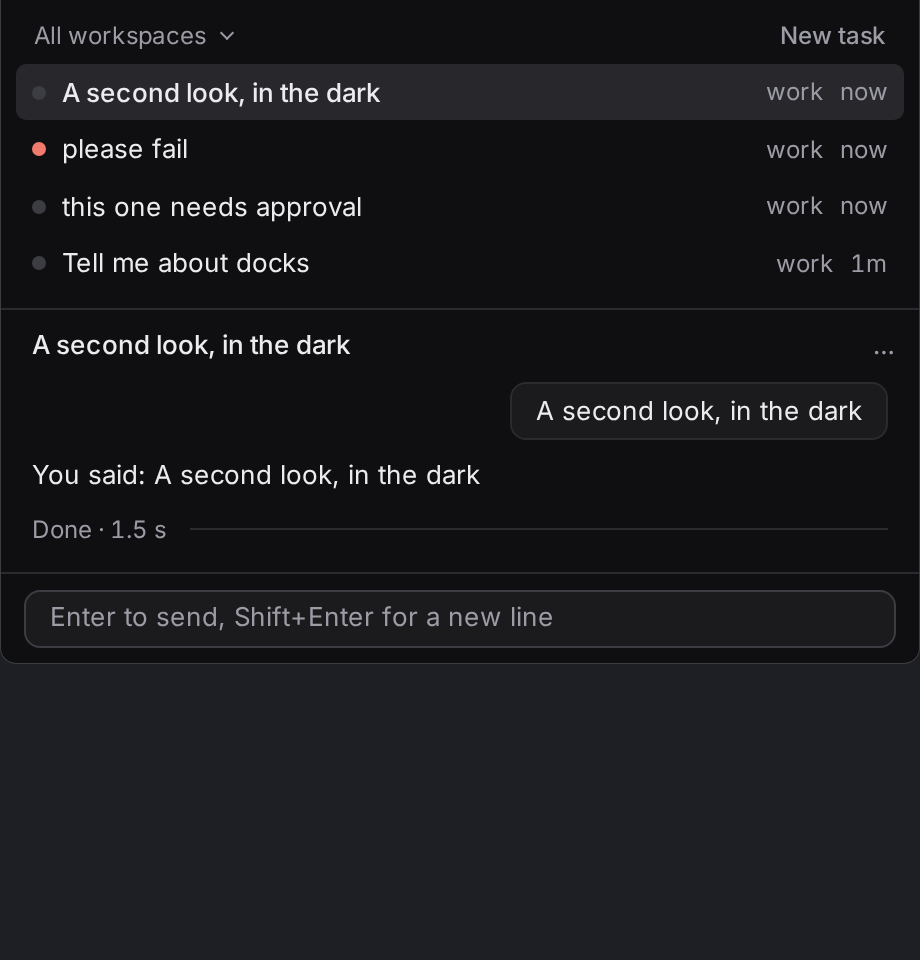 All workspaces New task
A second look, in the dark work now
please fail work now
this one needs approval work now
Tell me about docks work 1m
A second look, in the dark ...
A second look, in the dark
You said: A second look, in the dark
Done · 1.5 s
Enter to send, Shift+Enter for a new line